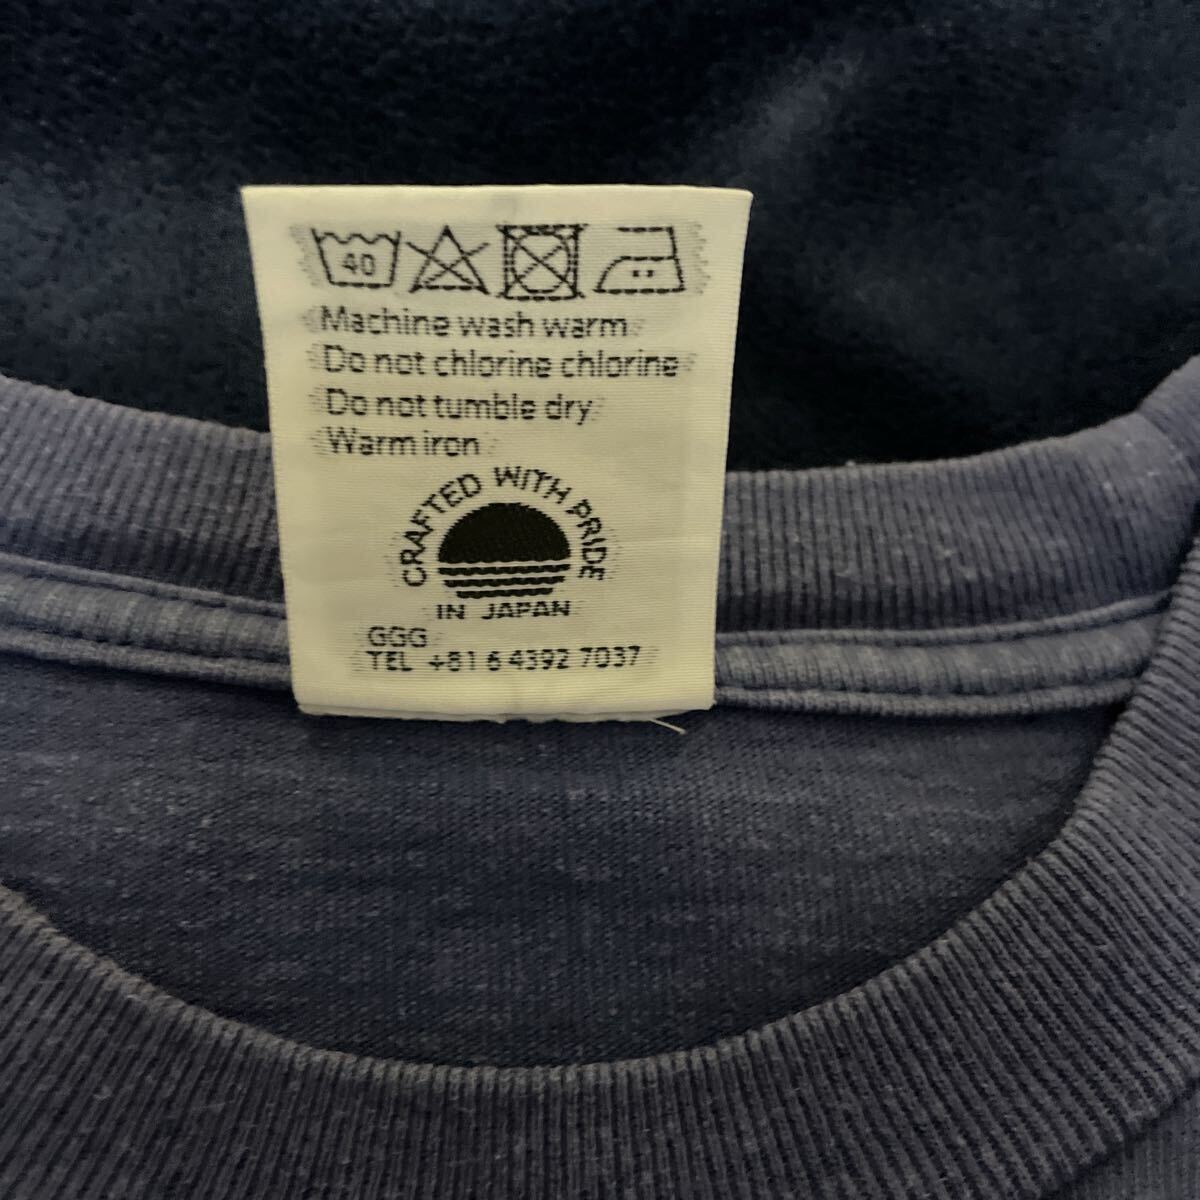 40
Machine wash warm
Do not chlorine chlorine
Do not tumble dry
Warm iron
CRAFTED WITH PRIDE
IN JAPAN
GGG
TEL +81 6 4392 7037